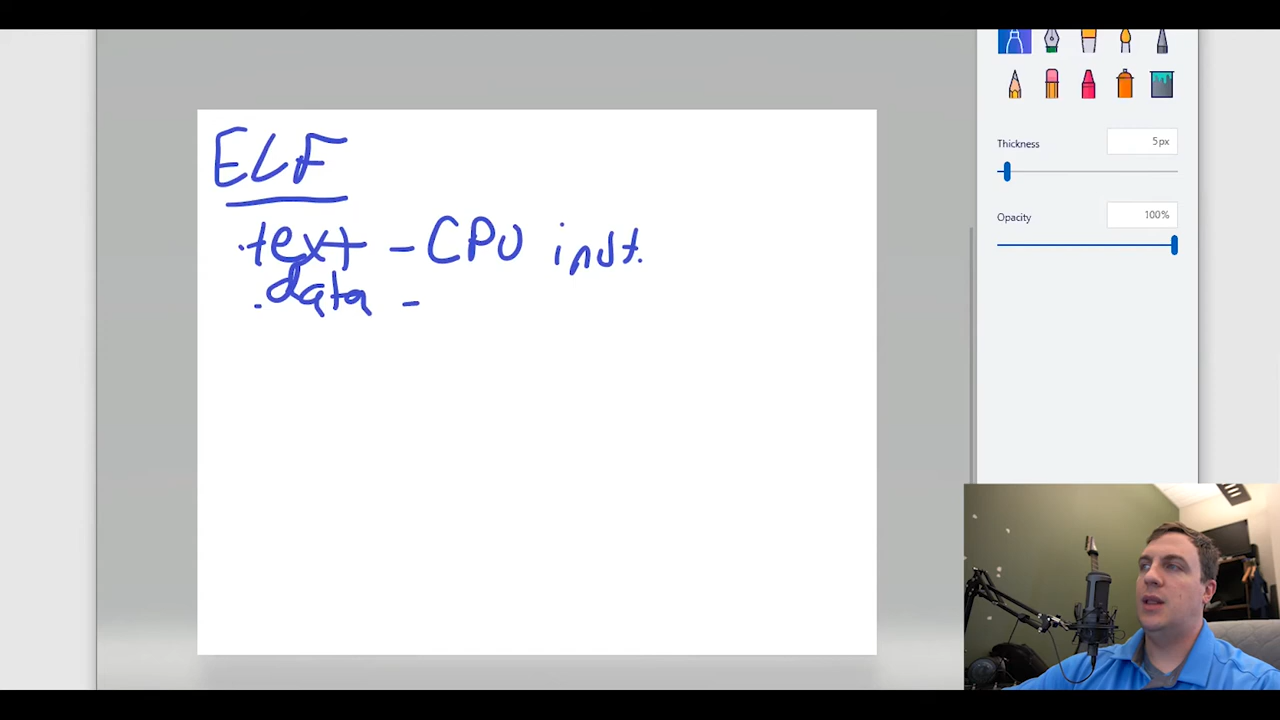 ELF
.text - CPU inst.
.data -
Thickness
5px
Opacity
100%